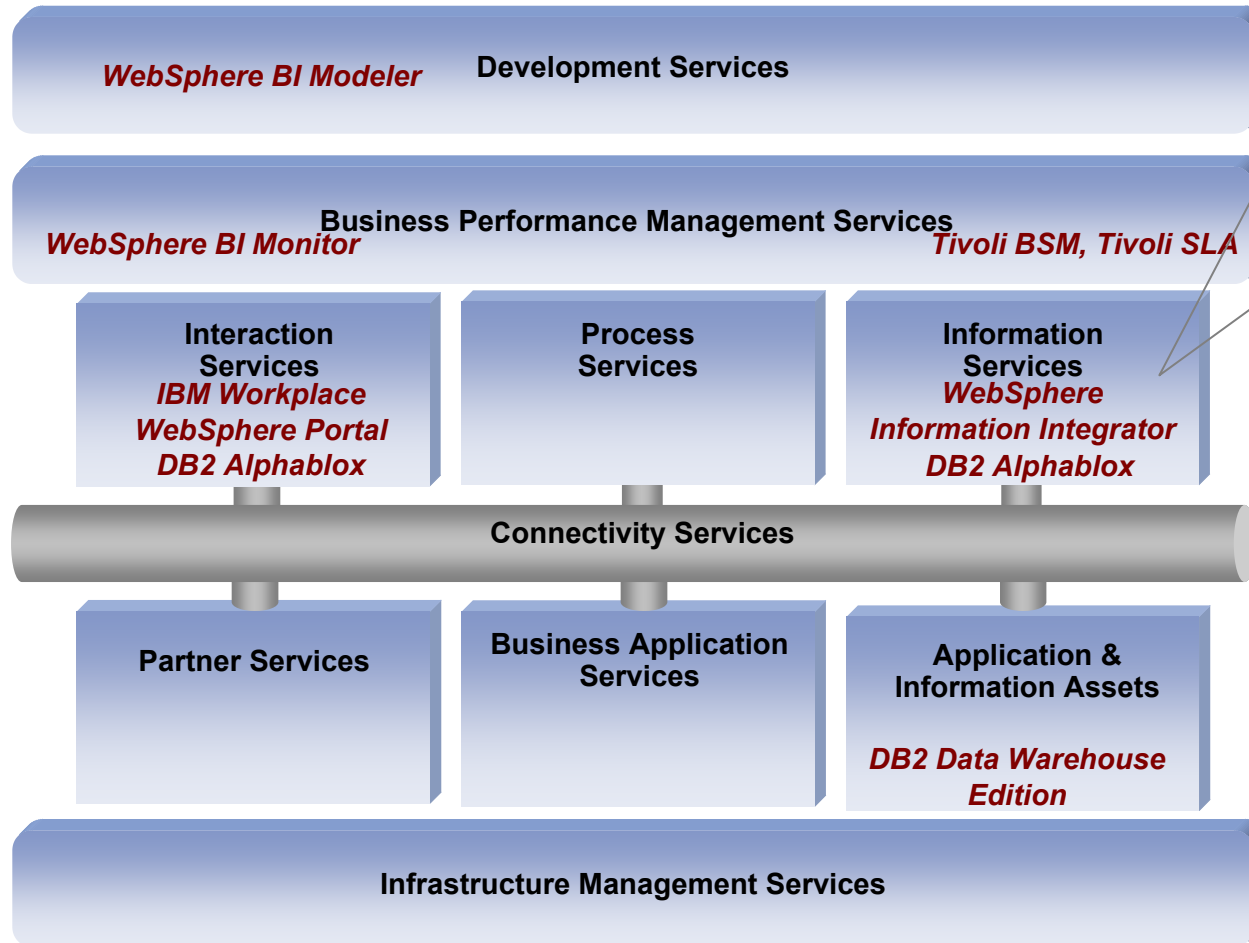 Development Services
WebSphere BI Modeler
Business Performance Management Services
WebSphere BI Monitor
Tivoli BSM, Tivoli SLA
Interaction
Services
IBM Workplace
WebSphere Portal
DB2 Alphablox
Process
Services
Information
Services
WebSphere
Information Integrator
DB2 Alphablox
Connectivity Services
Partner Services
Business Application
Services
Application &
Information Assets
DB2 Data Warehouse
Edition
Infrastructure Management Services